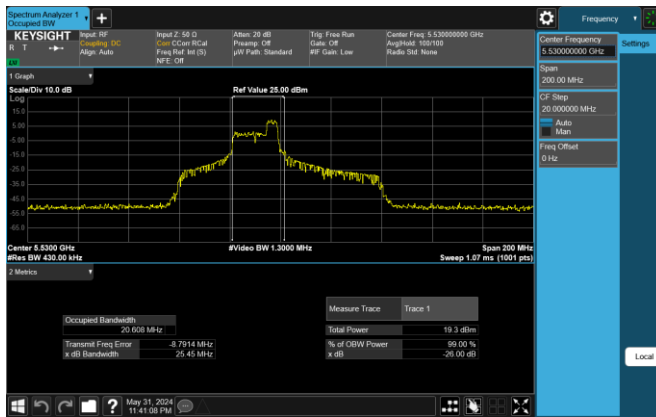 Spectrum Analyzer 1
Occupied BW
Frequency
KEYSIGHT
R T
Input: RF
Coupling: DC
Align: Auto
Input Z: 50 Ω
Corr CCorr RCal
Freq Ref: Int (S)
NFE: Off
Atten: 20 dB
Preamp: Off
µW Path: Standard
Trig: Free Run
Gate: Off
#IF Gain: Low
Center Freq: 5.530000000 GHz
Avg|Hold: 100/100
Radio Std: None
Center Frequency
5.530000000 GHz
Settings
Span
200.00 MHz
CF Step
20.000000 MHz
Auto
Man
Freq Offset
0 Hz
1 Graph
Scale/Div 10.0 dB
Ref Value 25.00 dBm
Log
15.0
5.00
-5.00
-15.0
-25.0
-35.0
-45.0
-55.0
-65.0
Center 5.5300 GHz
#Video BW 1.3000 MHz
Span 200 MHz
#Res BW 430.00 kHz
Sweep 1.07 ms (1001 pts)
2 Metrics
Measure Trace
Trace 1
Occupied Bandwidth
20.608 MHz
Total Power
19.3 dBm
Transmit Freq Error
-8.7914 MHz
% of OBW Power
99.00 %
x dB Bandwidth
25.45 MHz
x dB
-26.00 dB
Local
May 31, 2024
11:41:08 PM